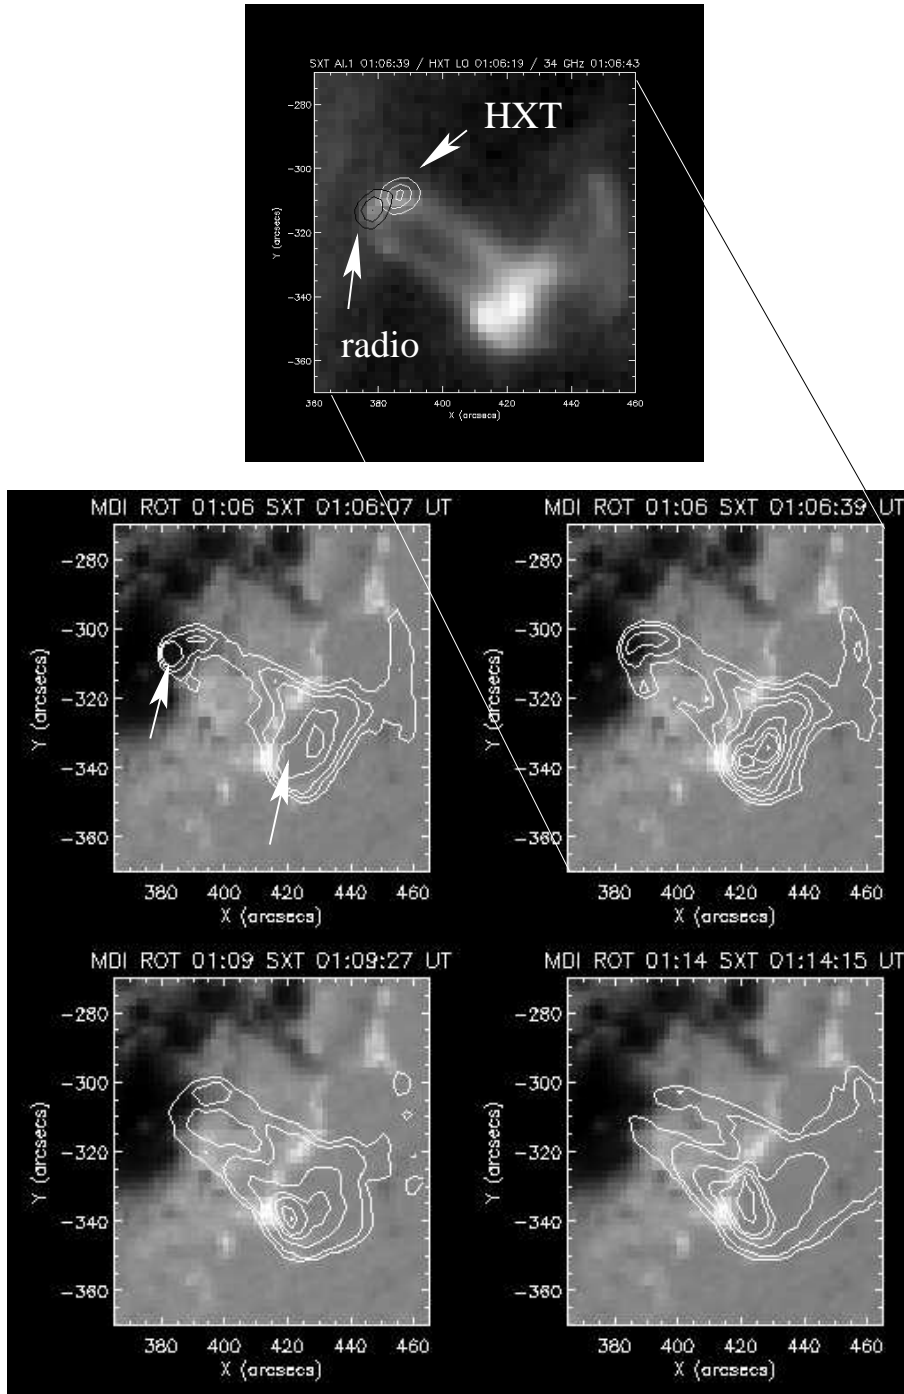 SXT Al.1 01:06:39 / HXT LO 01:06:19 / 34 GHz 01:06:43
HXT
radio
-280
-300
-320
-340
-360
Y (arcsecs)
360 380 400 420 440 460
X (arcsecs)
MDI ROT 01:06 SXT 01:06:07 UT
-280
-300
-320
-340
-360
Y (arcsecs)
380 400 420 440 460
X (arcsecs)
MDI ROT 01:06 SXT 01:06:39 UT
-280
-300
-320
-340
-360
Y (arcsecs)
380 400 420 440 460
X (arcsecs)
MDI ROT 01:09 SXT 01:09:27 UT
-280
-300
-320
-340
-360
Y (arcsecs)
380 400 420 440 460
X (arcsecs)
MDI ROT 01:14 SXT 01:14:15 UT
-280
-300
-320
-340
-360
Y (arcsecs)
380 400 420 440 460
X (arcsecs)